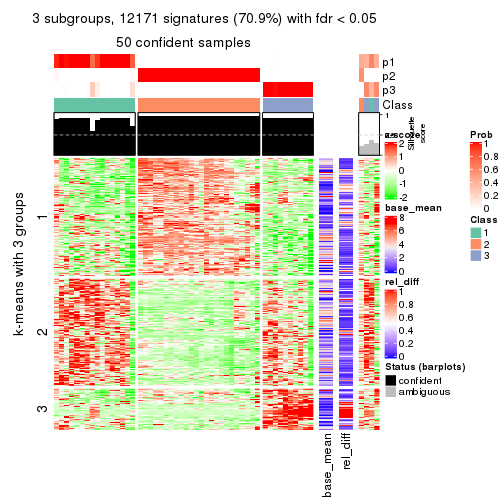 3 subgroups, 12171 signatures (70.9%) with fdr < 0.05
50 confident samples
p1
p2
p3
Class
1
Silhouette score
k-means with 3 groups
1
2
3
base_mean
rel_diff
z-score
2
1
0
-1
-2
base_mean
8
6
4
2
0
rel_diff
1
0.8
0.6
0.4
0.2
0
Status (barplots)
confident
ambiguous
Prob
1
0.8
0.6
0.4
0.2
0
Class
1
2
3